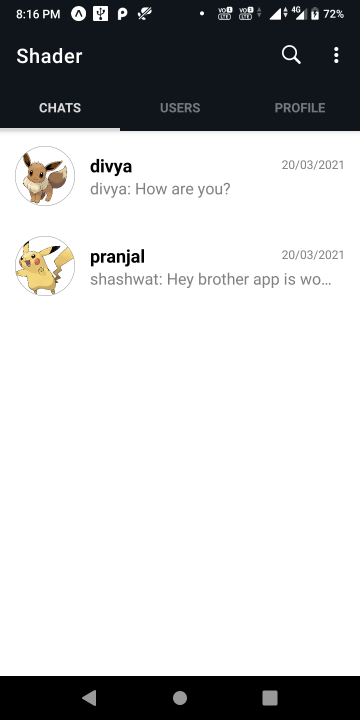 8:16 PM 4G 72%
Shader
CHATS USERS PROFILE
divya 20/03/2021
divya: How are you?
pranjal 20/03/2021
shashwat: Hey brother app is wo...